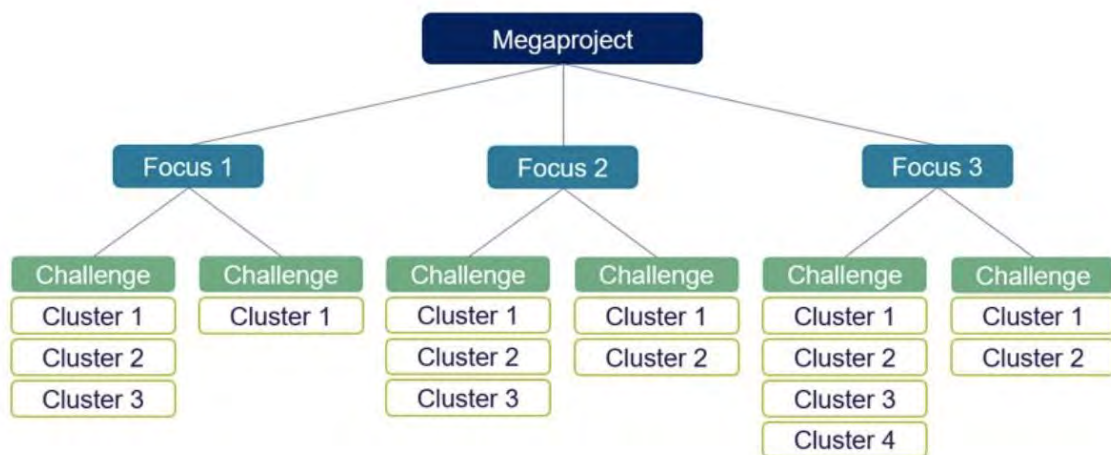 Megaproject
Focus 1
Focus 2
Focus 3
Challenge
Cluster 1
Cluster 2
Cluster 3
Challenge
Cluster 1
Challenge
Cluster 1
Cluster 2
Cluster 3
Challenge
Cluster 1
Cluster 2
Challenge
Cluster 1
Cluster 2
Cluster 3
Cluster 4
Challenge
Cluster 1
Cluster 2